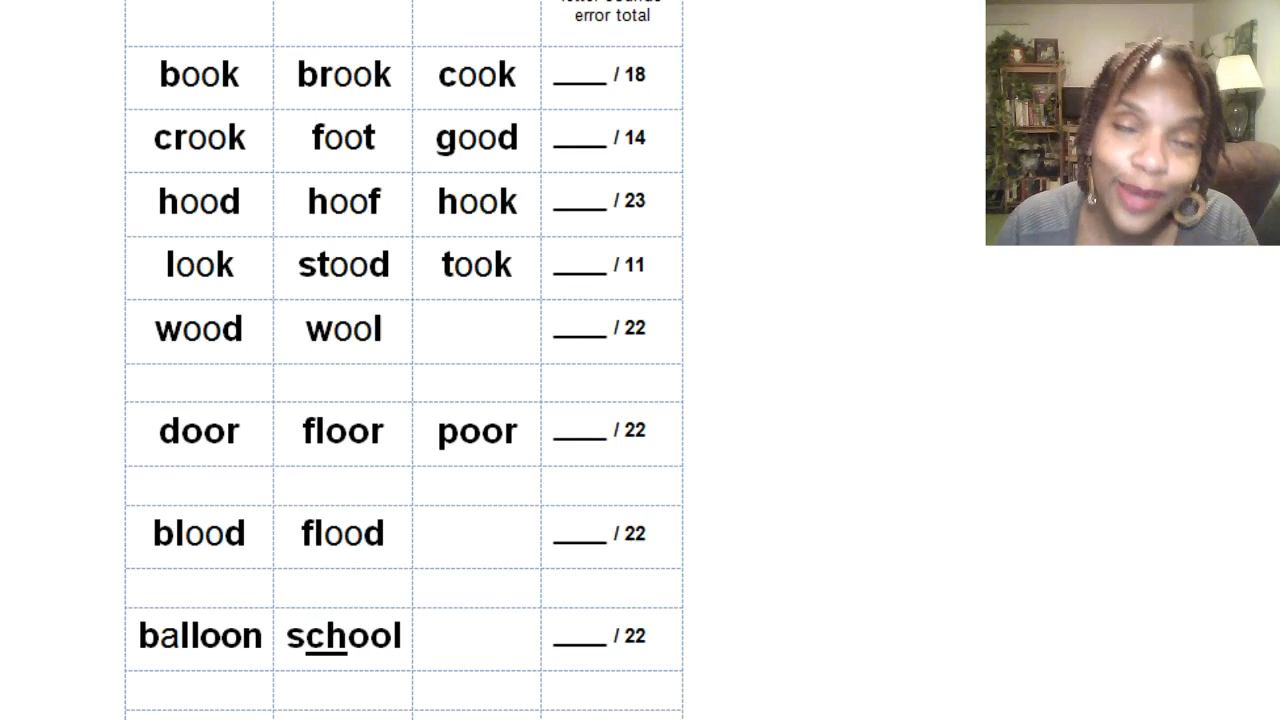 error total
book brook cook ____ / 18
crook foot good ____ / 14
hood hoof hook ____ / 23
look stood took ____ / 11
wood wool ____ / 22
door floor poor ____ / 22
blood flood ____ / 22
balloon school ____ / 22